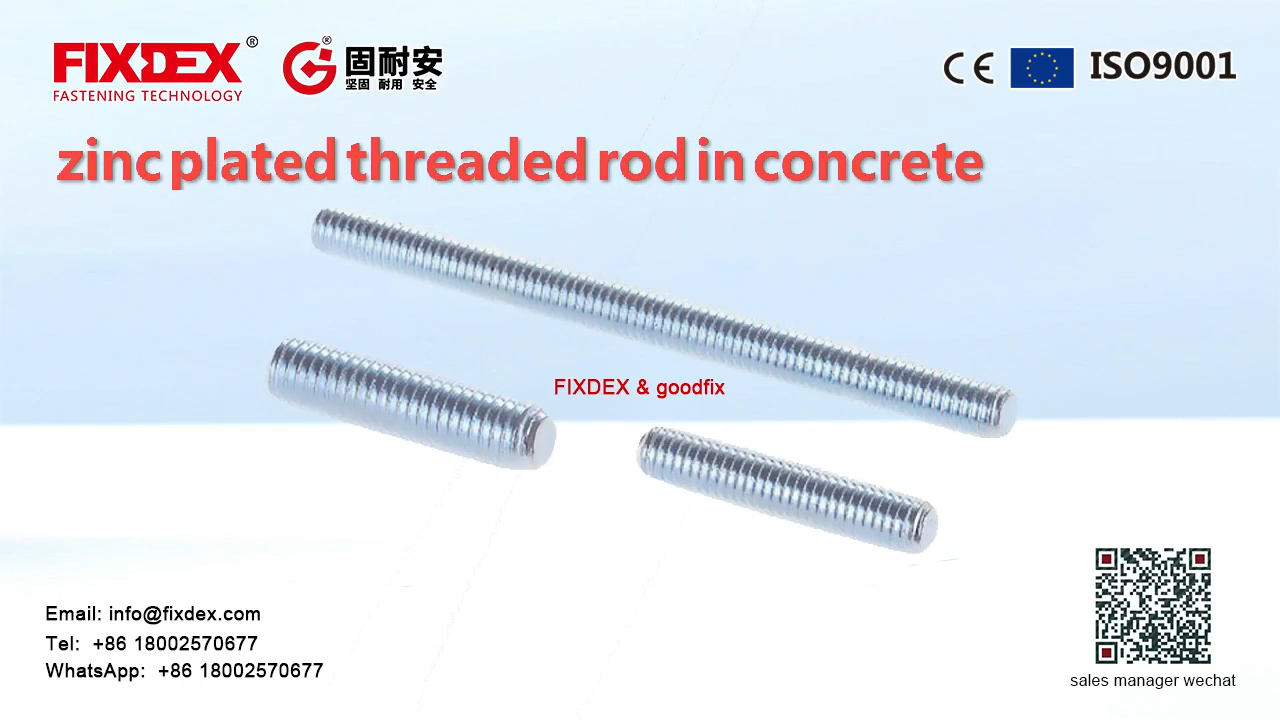 FIXDEX®
FASTENING TECHNOLOGY
®
固耐安
坚固 耐用 安全
CE
ISO9001
zinc plated threaded rod in concrete
FIXDEX & goodfix
Email: info@fixdex.com
Tel: +86 18002570677
WhatsApp: +86 18002570677
sales manager wechat